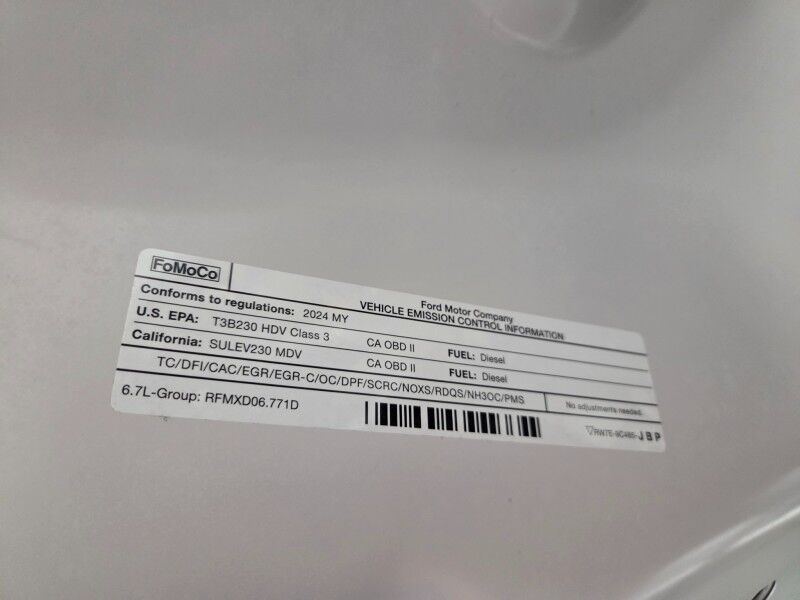 FoMoCo
Ford Motor Company
VEHICLE EMISSION CONTROL INFORMATION
Conforms to regulations: 2024 MY
U.S. EPA: T3B230 HDV Class 3 CA OBD II FUEL: Diesel
California: SULEV230 MDV CA OBD II FUEL: Diesel
TC/DFI/CAC/EGR/EGR-C/OC/DPF/SCRC/NOXS/RDQS/NH3OC/PMS
No adjustments needed.
6.7L-Group: RFMXD06.771D
RW7E-9C485-JBP